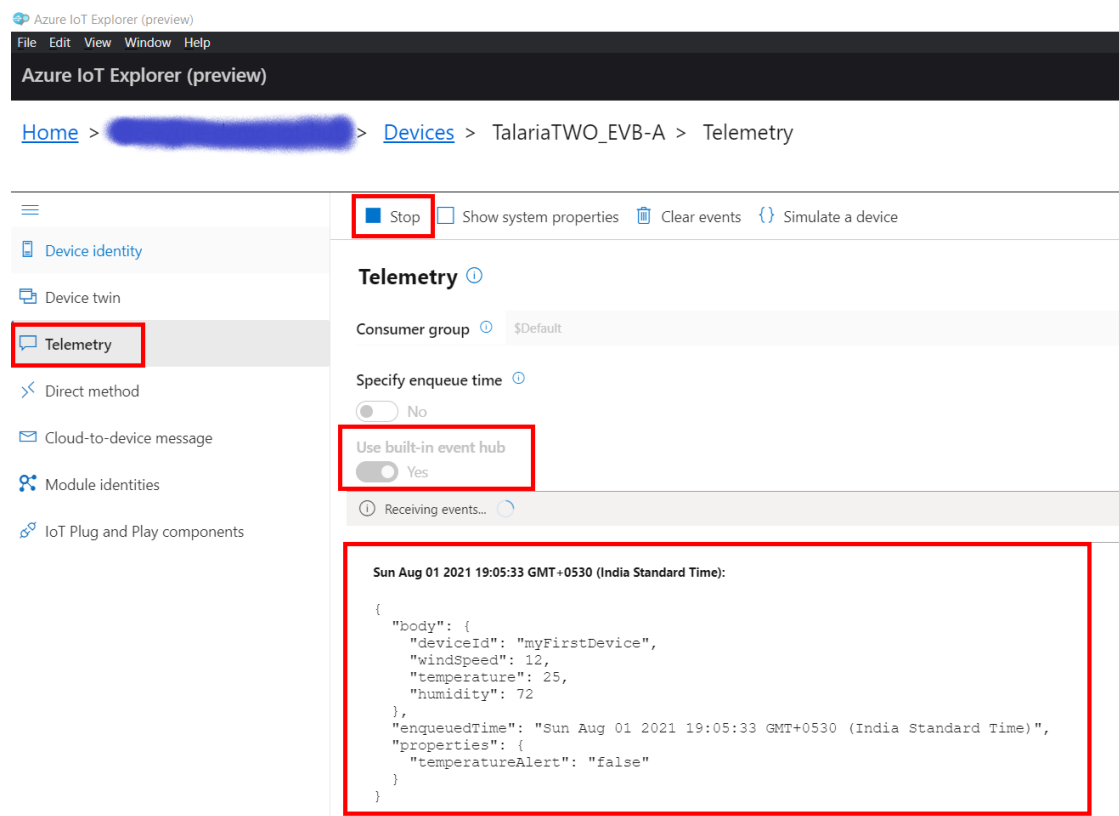 Azure IoT Explorer (preview)
File Edit View Window Help
Azure IoT Explorer (preview)
Home > > Devices > TalariaTWO_EVB-A > Telemetry
Stop Show system properties Clear events {} Simulate a device
Device identity
Device twin
Telemetry
Direct method
Cloud-to-device message
Module identities
IoT Plug and Play components
Telemetry
Consumer group $Default
Specify enqueue time
No
Use built-in event hub
Yes
Receiving events...
Sun Aug 01 2021 19:05:33 GMT+0530 (India Standard Time):
{
"body": {
"deviceId": "myFirstDevice",
"windSpeed": 12,
"temperature": 25,
"humidity": 72
},
"enqueuedTime": "Sun Aug 01 2021 19:05:33 GMT+0530 (India Standard Time)",
"properties": {
"temperatureAlert": "false"
}
}